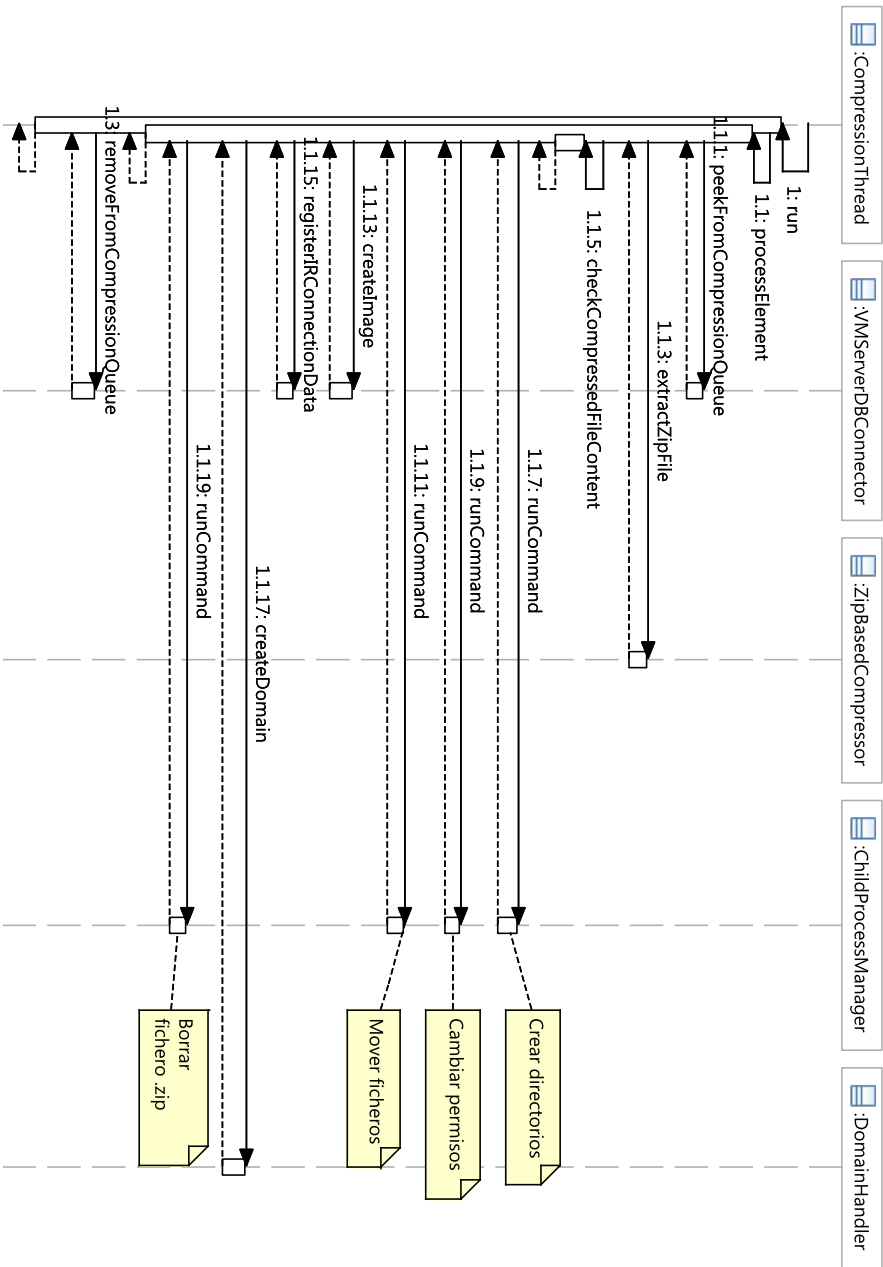 :CompressionThread
:VMServerDBConnector
:ZipBasedCompressor
:ChildProcessManager
:DomainHandler
1: run
1.1: processElement
1.1.1: peekFromCompressionQueue
1.1.3: extractZipFile
1.1.5: checkCompressedFileContent
1.1.7: runCommand
Crear directorios
1.1.9: runCommand
Cambiar permisos
1.1.11: runCommand
Mover ficheros
1.1.13: createImage
1.1.15: registerIRConnectionData
1.1.17: createDomain
1.1.19: runCommand
Borrar
fichero .zip
1.3: removeFromCompressionQueue